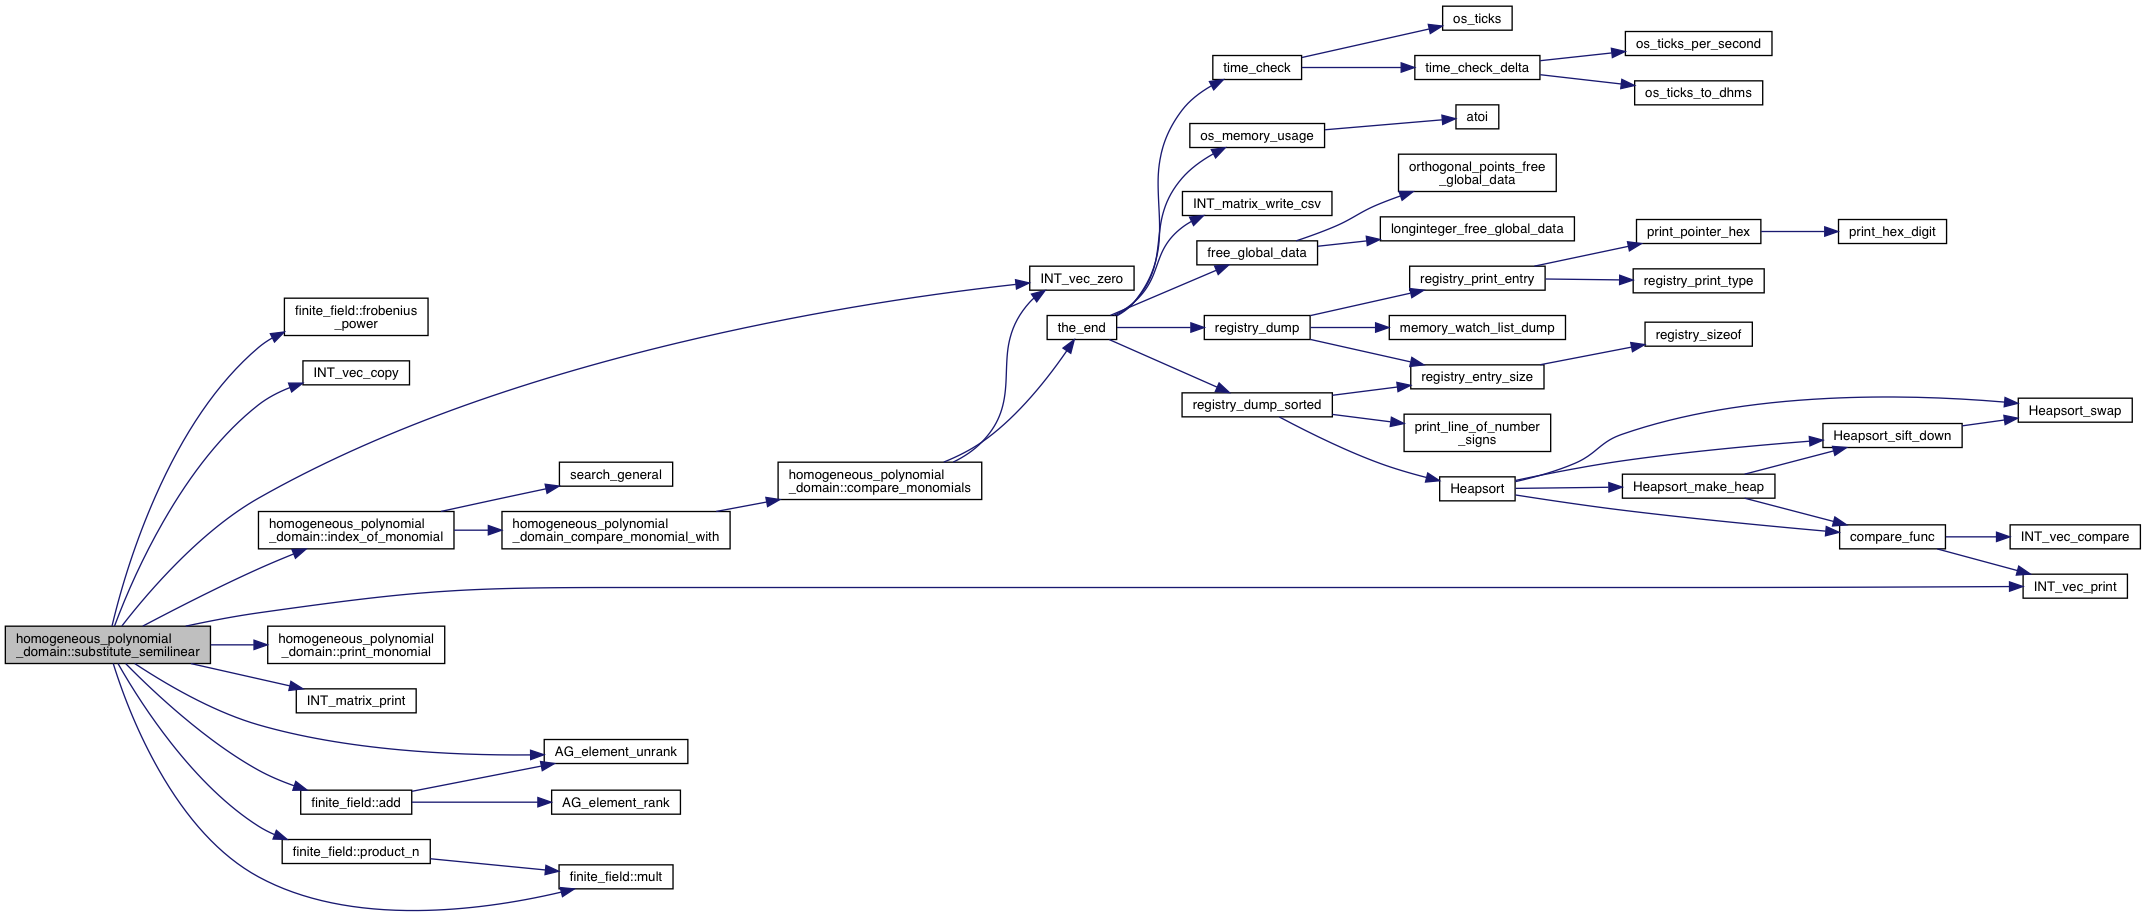 os_ticks
os_ticks_per_second
time_check
time_check_delta
os_ticks_to_dhms
atoi
os_memory_usage
orthogonal_points_free
_global_data
INT_matrix_write_csv
longinteger_free_global_data
print_pointer_hex
print_hex_digit
free_global_data
INT_vec_zero
registry_print_entry
registry_print_type
finite_field::frobenius
_power
the_end
registry_dump
memory_watch_list_dump
registry_sizeof
INT_vec_copy
registry_entry_size
registry_dump_sorted
Heapsort_swap
print_line_of_number
_signs
Heapsort_sift_down
search_general
homogeneous_polynomial
_domain::compare_monomials
Heapsort
Heapsort_make_heap
homogeneous_polynomial
_domain::index_of_monomial
homogeneous_polynomial
_domain_compare_monomial_with
compare_func
INT_vec_compare
INT_vec_print
homogeneous_polynomial
_domain::substitute_semilinear
homogeneous_polynomial
_domain::print_monomial
INT_matrix_print
AG_element_unrank
finite_field::add
AG_element_rank
finite_field::product_n
finite_field::mult